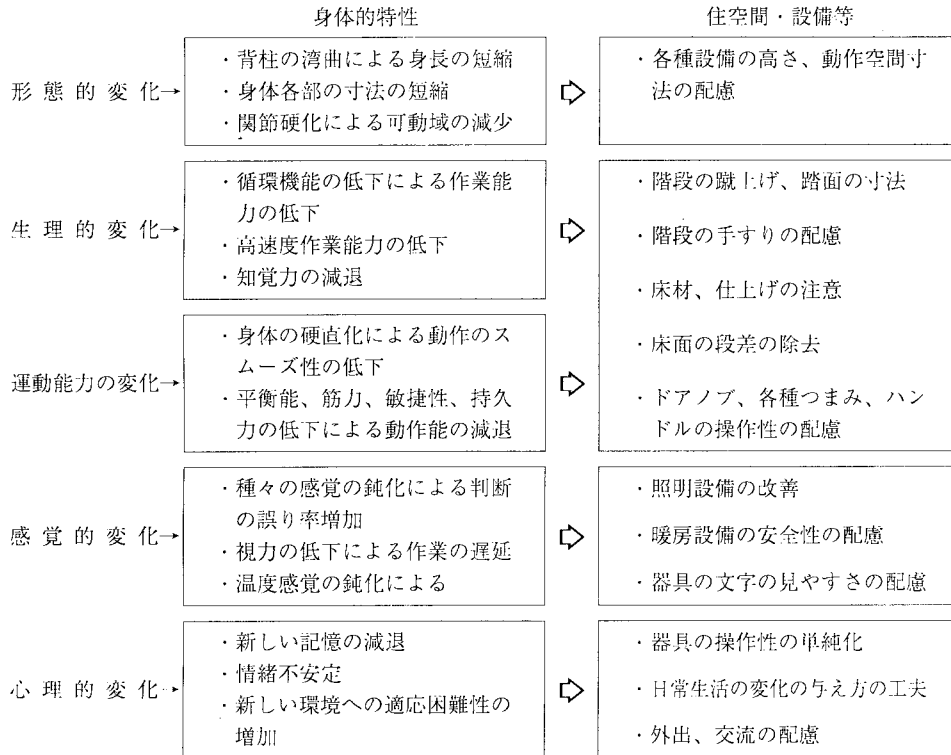 身体的特性
住空間・設備等
形態的変化→
・背柱の湾曲による身長の短縮
・身体各部の寸法の短縮
・関節硬化による可動域の減少
・各種設備の高さ、動作空間寸
法の配慮
生理的変化→
・循環機能の低下による作業能
力の低下
・高速度作業能力の低下
・知覚力の減退
運動能力の変化→
・身体の硬直化による動作のス
ムーズ性の低下
・平衡能、筋力、敏捷性、持久
力の低下による動作能の減退
・階段の蹴上げ、踏面の寸法
・階段の手すりの配慮
・床材、仕上げの注意
・床面の段差の除去
・ドアノブ、各種つまみ、ハン
ドルの操作性の配慮
感覚的変化→
・種々の感覚の鈍化による判断
の誤り率増加
・視力の低下による作業の遅延
・温度感覚の鈍化による
・照明設備の改善
・暖房設備の安全性の配慮
・器具の文字の見やすさの配慮
心理的変化→
・新しい記憶の減退
・情緒不安定
・新しい環境への適応困難性の
増加
・器具の操作性の単純化
・日常生活の変化の与え方の工夫
・外出、交流の配慮